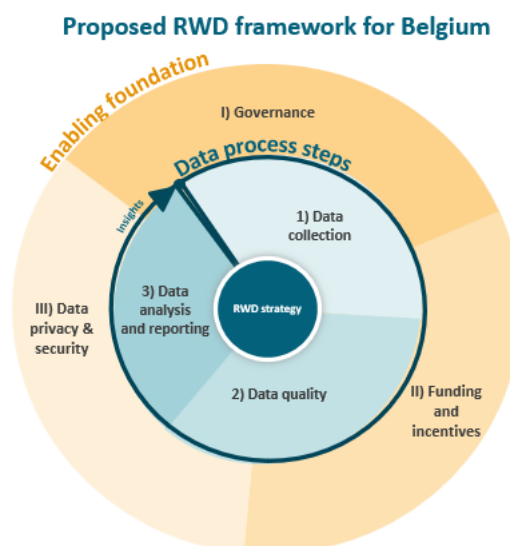 Proposed RWD framework for Belgium
Enabling foundation
I) Governance
Data process steps
Insights
1) Data
collection
3) Data
analysis
and reporting
RWD strategy
III) Data
privacy &
security
2) Data quality
II) Funding
and
incentives